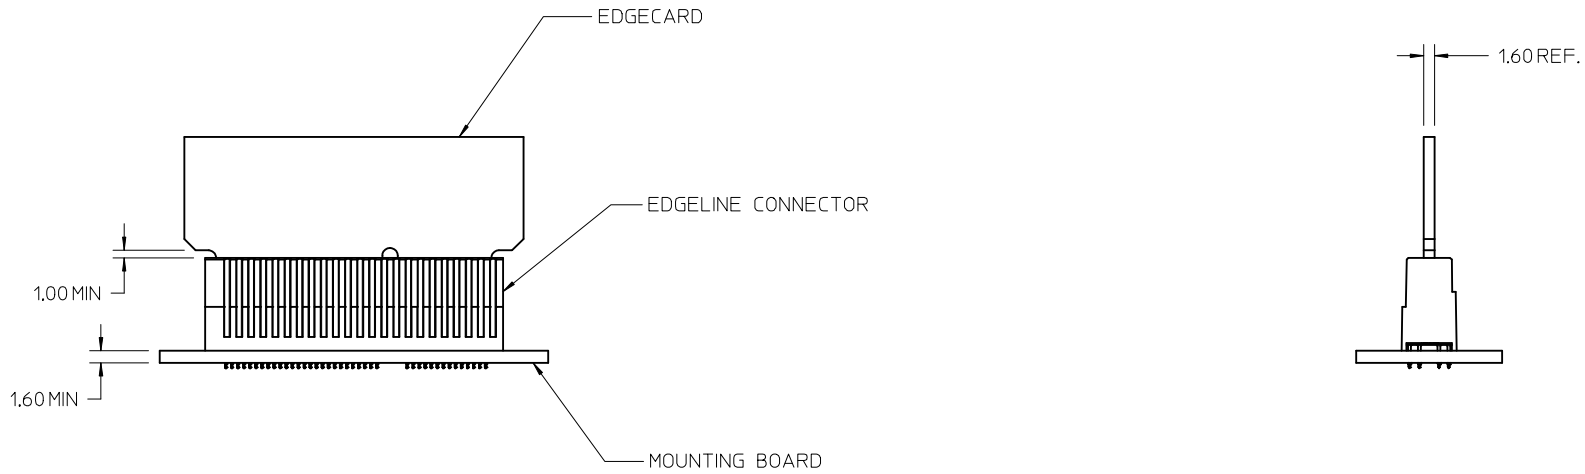 EDGECARD
1.60 REF.
EDGELINE CONNECTOR
1.00 MIN
1.60 MIN
MOUNTING BOARD